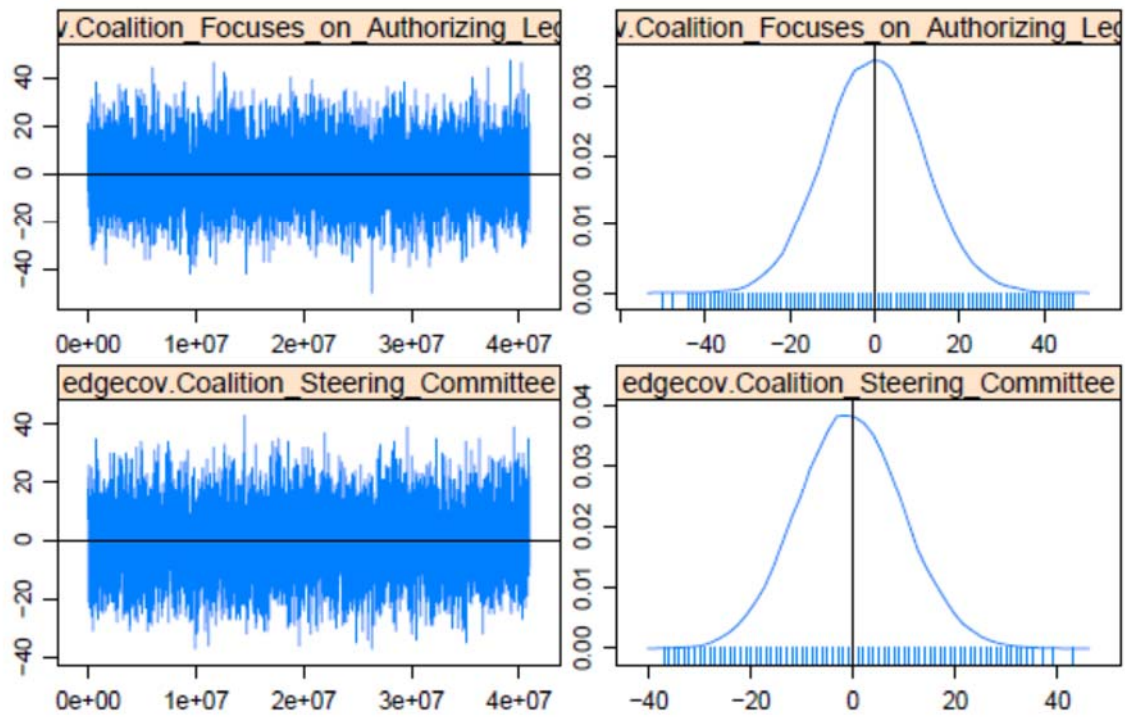 v.Coalition_Focuses_on_Authorizing_Leg
40
20
0
−20
−40
0e+00 1e+07 2e+07 3e+07 4e+07
v.Coalition_Focuses_on_Authorizing_Leg
0.03
0.02
0.01
0.00
−40 −20 0 20 40
edgecov.Coalition_Steering_Committee
40
20
0
−20
−40
0e+00 1e+07 2e+07 3e+07 4e+07
edgecov.Coalition_Steering_Committee
0.04
0.03
0.02
0.01
0.00
−40 −20 0 20 40